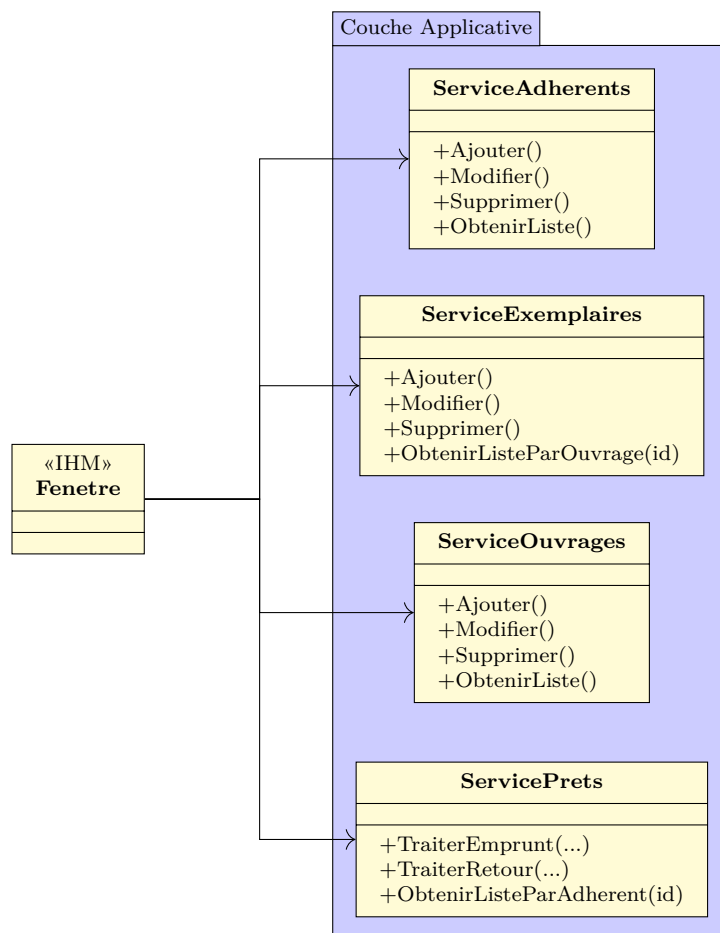 Couche Applicative
ServiceAdherents
+Ajouter()
+Modifier()
+Supprimer()
+ObtenirListe()
ServiceExemplaires
+Ajouter()
+Modifier()
+Supprimer()
+ObtenirListeParOuvrage(id)
«IHM»
Fenetre
ServiceOuvrages
+Ajouter()
+Modifier()
+Supprimer()
+ObtenirListe()
ServicePrets
+TraiterEmprunt(...)
+TraiterRetour(...)
+ObtenirListeParAdherent(id)